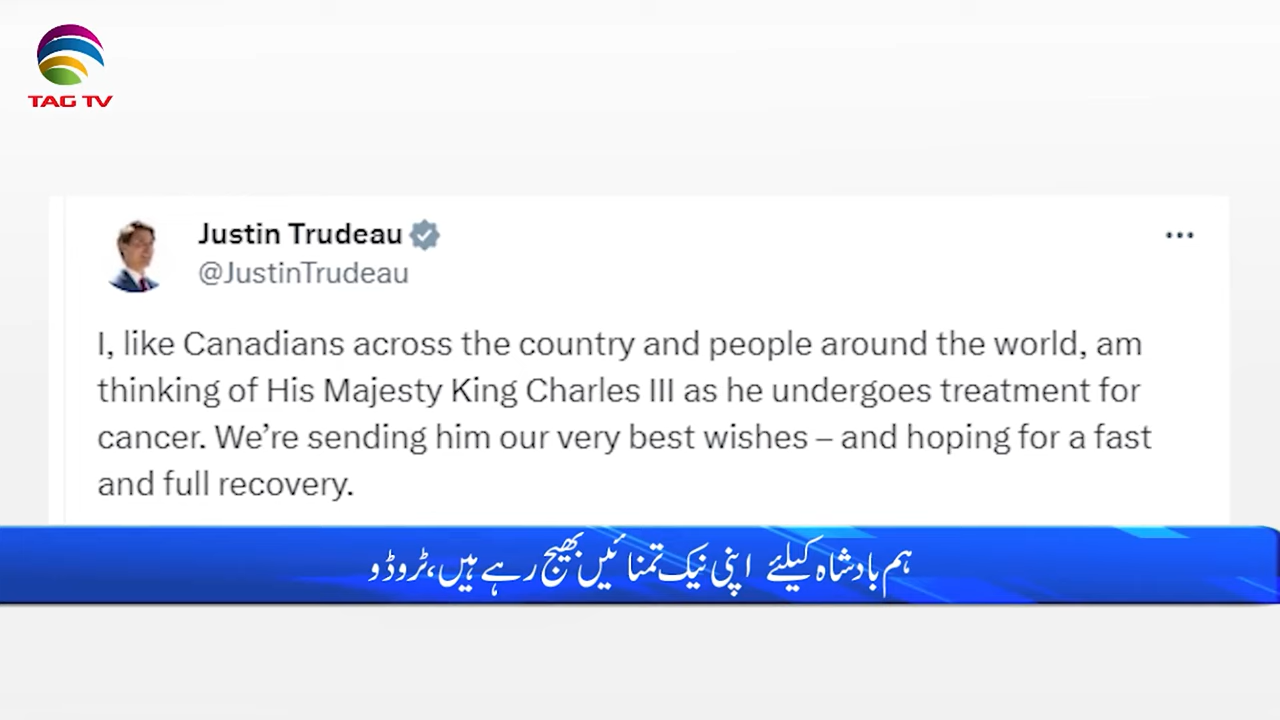 TAG TV
Justin Trudeau
@JustinTrudeau
I, like Canadians across the country and people around the world, am
thinking of His Majesty King Charles III as he undergoes treatment for
cancer. We’re sending him our very best wishes – and hoping for a fast
and full recovery.
ہم بادشاہ کیلئے اپنی نیک تمنائیں بھیج رہے ہیں،ٹروڈو